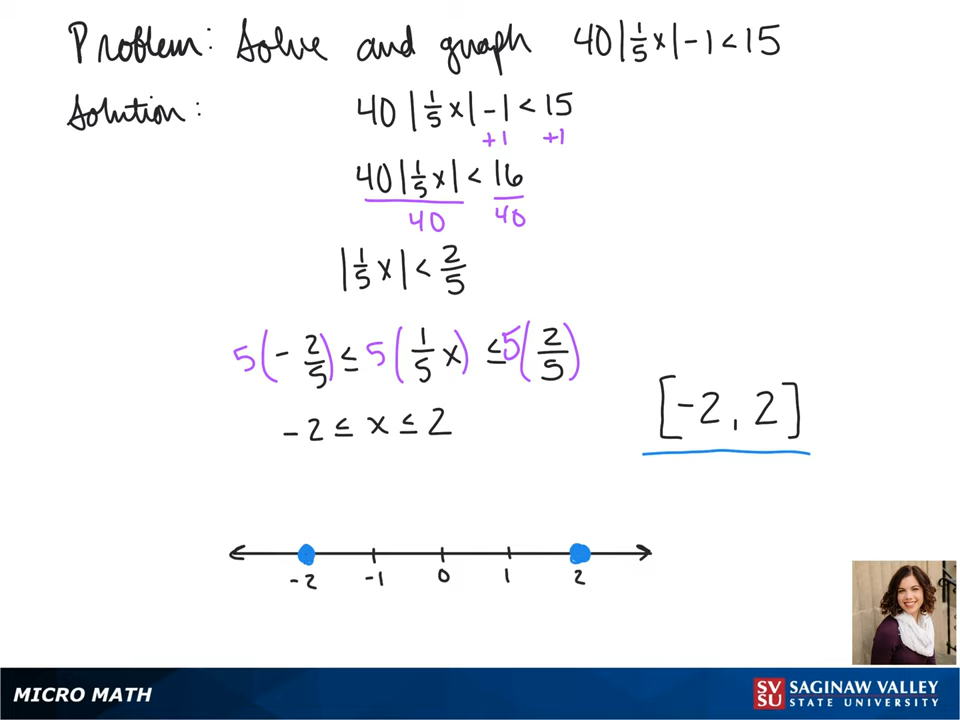 Problem: Solve and graph 40|1/5 x| - 1 < 15
Solution: 40|1/5 x| - 1 < 15
+1 +1
40|1/5 x| < 16
40 40
|1/5 x| < 2/5
5(-2/5) ≤ 5(1/5 x) ≤ 5(2/5)
-2 ≤ x ≤ 2
[-2, 2]
-2 -1 0 1 2
MICRO MATH
SV SU SAGINAW VALLEY
STATE UNIVERSITY